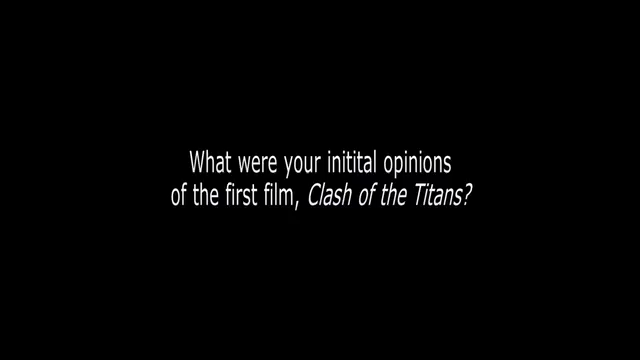 What were your initital opinions
of the first film, Clash of the Titans?